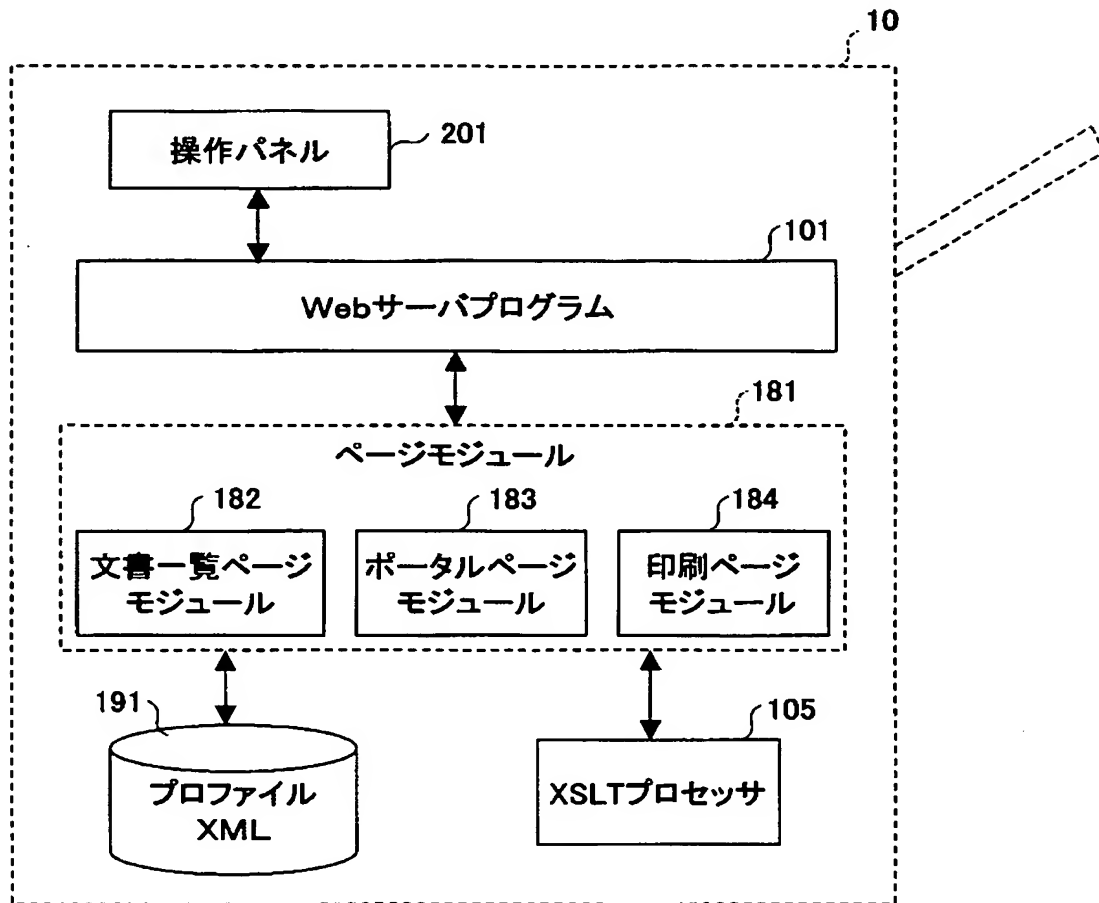 10
操作パネル
201
101
Webサーバプログラム
181
ページモジュール
182
183
184
文書一覧ページ
モジュール
ポータルページ
モジュール
印刷ページ
モジュール
191
105
プロファイル
XML
XSLTプロセッサ